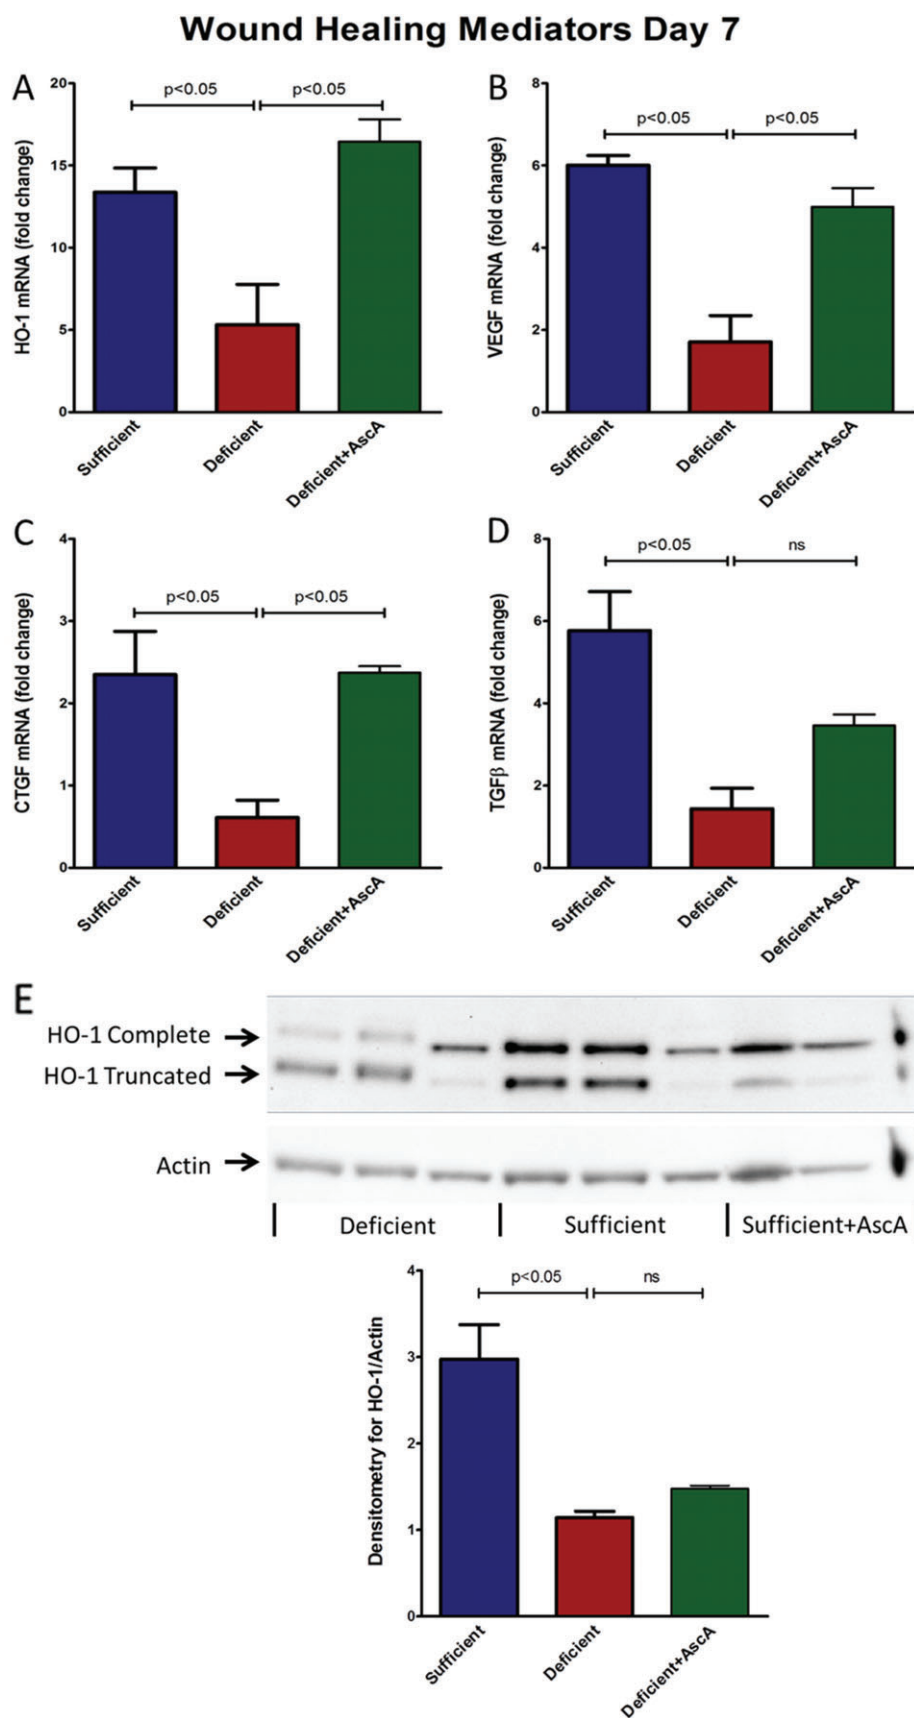 Wound Healing Mediators Day 7
A
HO-1 mRNA (fold change)
20
15
10
5
0
p<0.05
p<0.05
Sufficient
Deficient
Deficient+AscA
B
VEGF mRNA (fold change)
8
6
4
2
0
p<0.05
p<0.05
Sufficient
Deficient
Deficient+AscA
C
CTGF mRNA (fold change)
4
3
2
1
0
p<0.05
p<0.05
Sufficient
Deficient
Deficient+AscA
D
TGFβ mRNA (fold change)
8
6
4
2
0
p<0.05
ns
Sufficient
Deficient
Deficient+AscA
E
HO-1 Complete
HO-1 Truncated
Actin
Deficient
Sufficient
Sufficient+AscA
Densitometry for HO-1/Actin
4
3
2
1
0
p<0.05
ns
Sufficient
Deficient
Deficient+AscA